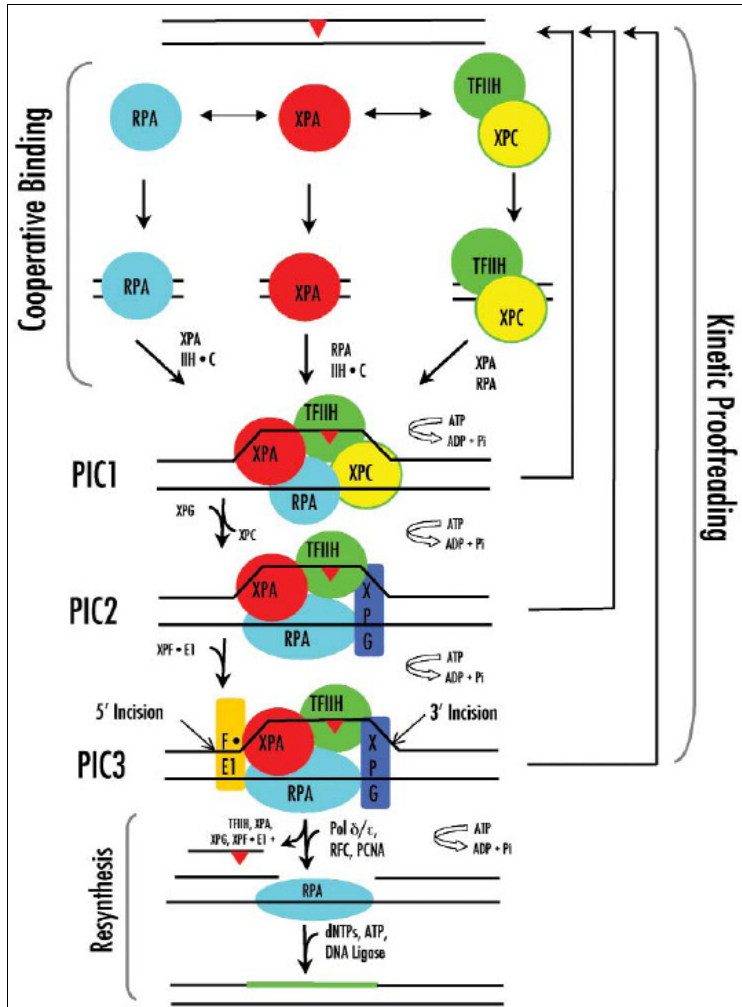 Cooperative Binding
Kinetic Proofreading
RPA
XPA
TFIIH
XPC
RPA
XPA
TFIIH
XPC
XPA
IIH • C
RPA
IIH • C
XPA
RPA
PIC1
XPA
TFIIH
RPA
XPC
ATP
ADP + Pi
XPG
XPC
ATP
ADP + Pi
PIC2
XPA
TFIIH
RPA
X
P
G
XPF • E1
ATP
ADP + Pi
5' Incision
3' Incision
PIC3
F •
E1
XPA
TFIIH
RPA
X
P
G
Resynthesis
TFIIH, XPA,
XPG, XPF • E1 +
Pol δ/ε,
RFC, PCNA
ATP
ADP + Pi
RPA
dNTPs, ATP,
DNA Ligase